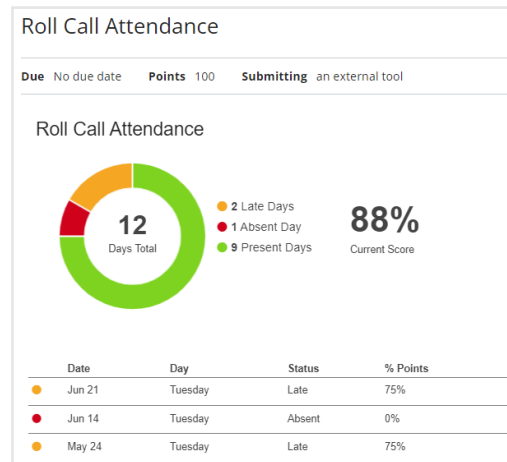 Roll Call Attendance
Due No due date Points 100 Submitting an external tool
Roll Call Attendance
12
Days Total
2 Late Days
1 Absent Day
9 Present Days
88%
Current Score
Date Day Status % Points
Jun 21 Tuesday Late 75%
Jun 14 Tuesday Absent 0%
May 24 Tuesday Late 75%